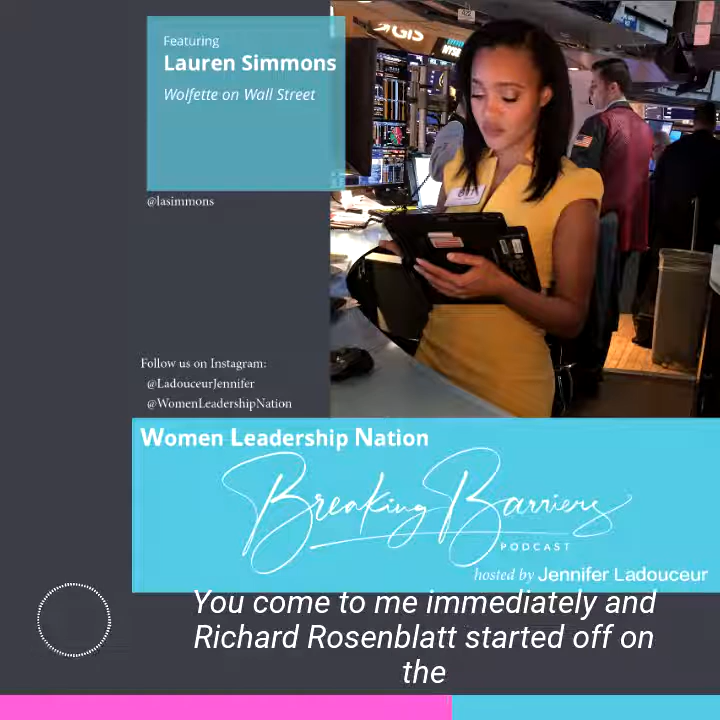 Featuring
Lauren Simmons
Wolfette on Wall Street
@lasimmons
Follow us on Instagram:
@LadouceurJennifer
@WomenLeadershipNation
Women Leadership Nation
Breaking Barriers
PODCAST
hosted by Jennifer Ladouceur
You come to me immediately and
Richard Rosenblatt started off on
the